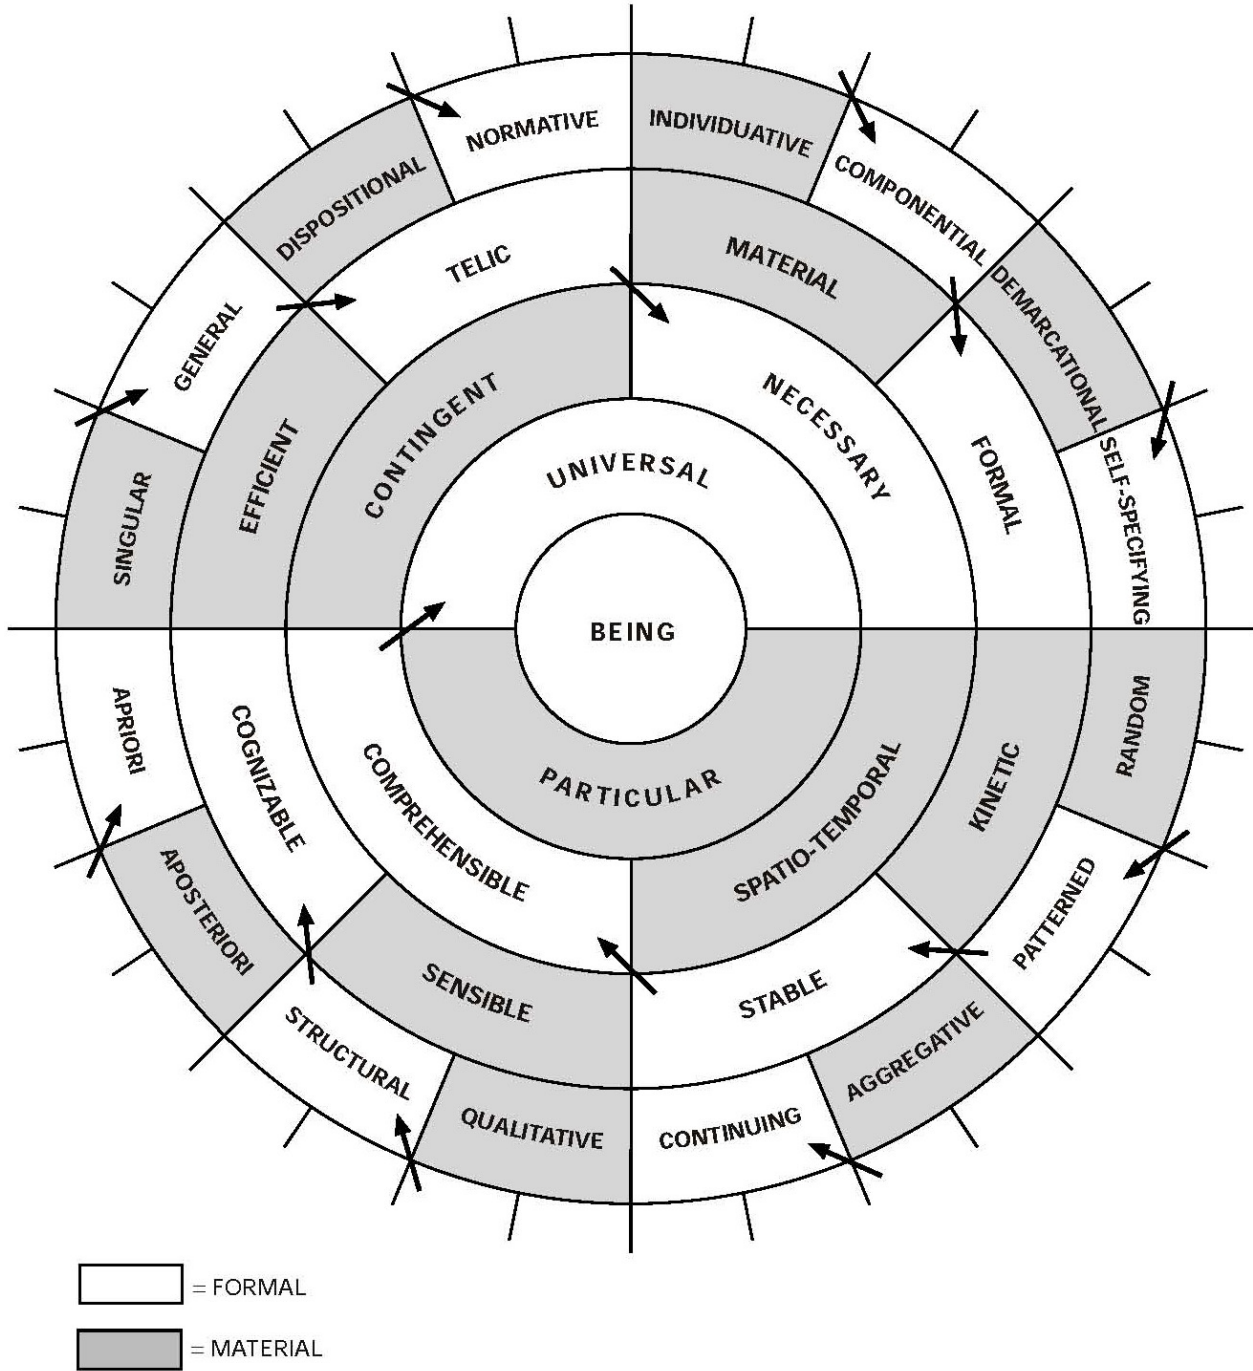 NORMATIVE
INDIVIDUATIVE
COMPONENTIAL
DEMARCATIONAL
SELF-SPECIFYING
RANDOM
PATTERNED
AGGREGATIVE
CONTINUING
QUALITATIVE
STRUCTURAL
APOSTERIORI
APRIORI
SINGULAR
GENERAL
DISPOSITIONAL
TELIC
MATERIAL
FORMAL
KINETIC
STABLE
SENSIBLE
COGNIZABLE
EFFICIENT
CONTINGENT
NECESSARY
SPATIO-TEMPORAL
COMPREHENSIBLE
UNIVERSAL
PARTICULAR
BEING
= FORMAL
= MATERIAL